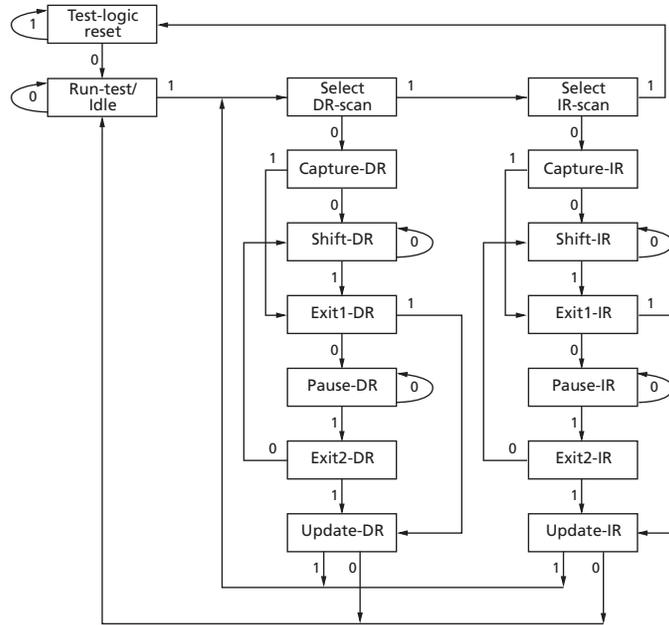 Test-logic
reset
1
0
Run-test/
Idle
0
1
Select
DR-scan
1
Select
IR-scan
1
0
0
1
Capture-DR
1
Capture-IR
0
0
Shift-DR
0
Shift-IR
0
1
1
Exit1-DR
1
Exit1-IR
1
0
0
Pause-DR
0
Pause-IR
0
1
1
0
Exit2-DR
0
Exit2-IR
1
1
Update-DR
Update-IR
1
0
1
0